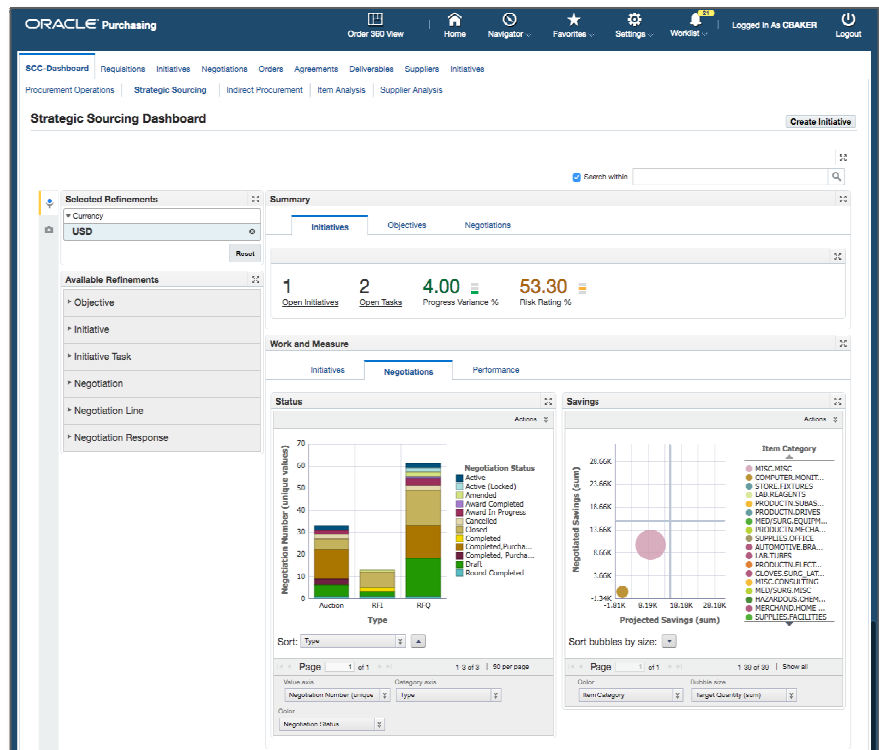 ORACLE® Purchasing
Order 360 View
Home
Navigator
Favorites
Settings
21
Worklist
Logged In As CBAKER
Logout
SCC-Dashboard Requisitions Initiatives Negotiations Orders Agreements Deliverables Suppliers Initiatives
Procurement Operations Strategic Sourcing Indirect Procurement Item Analysis Supplier Analysis
Strategic Sourcing Dashboard
Create Initiative
Search within
Selected Refinements
Currency
USD
Reset
Available Refinements
Objective
Initiative
Initiative Task
Negotiation
Negotiation Line
Negotiation Response
Summary
Initiatives Objectives Negotiations
1 2 4.00 53.30
Open Initiatives Open Tasks Progress Variance % Risk Rating %
Work and Measure
Initiatives Negotiations Performance
Status
Actions
Negotiation Number (unique values)
70
60
50
40
30
20
10
0
Auction RFI RFQ
Type
Negotiation Status
Active
Active (Locked)
Amended
Award Completed
Award In Progress
Cancelled
Closed
Completed
Completed,Purcha...
Completed, Purcha...
Draft
Round Completed
Sort: Type
Page 1 of 1 1-3 of 3 50 per page
Value axis Category axis
Negotiation Number (unique Type
Color
Negotiation Status
Savings
Actions
Negotiated Savings (sum)
28.66K
23.66K
18.66K
13.66K
8.66K
3.66K
-1.34K
-1.81K 8.19K 18.18K 28.18K
Projected Savings (sum)
Item Category
MISC.MISC
COMPUTER.MONIT...
STORE.FIXTURES
LAB.REAGENTS
PRODUCTN.SUBAS...
PRODUCTN.DRIVES
MED/SURG.EQUIPM...
PRODUCTN.MECHA...
SUPPLIES.OFFICE
AUTOMOTIVE.BRA...
LAB.TUBES
PRODUCTN.ELECT...
GLOVES.SURG_LAT...
MISC.CONSULTING
MED/SURG.MISC
HAZARDOUS.CHEM...
MERCHAND.HOME ...
SUPPLIES.FACILITIES
Sort bubbles by size:
Page 1 of 1 1-39 of 39 Show all
Color Bubble size
Item Category Target Quantity (sum)